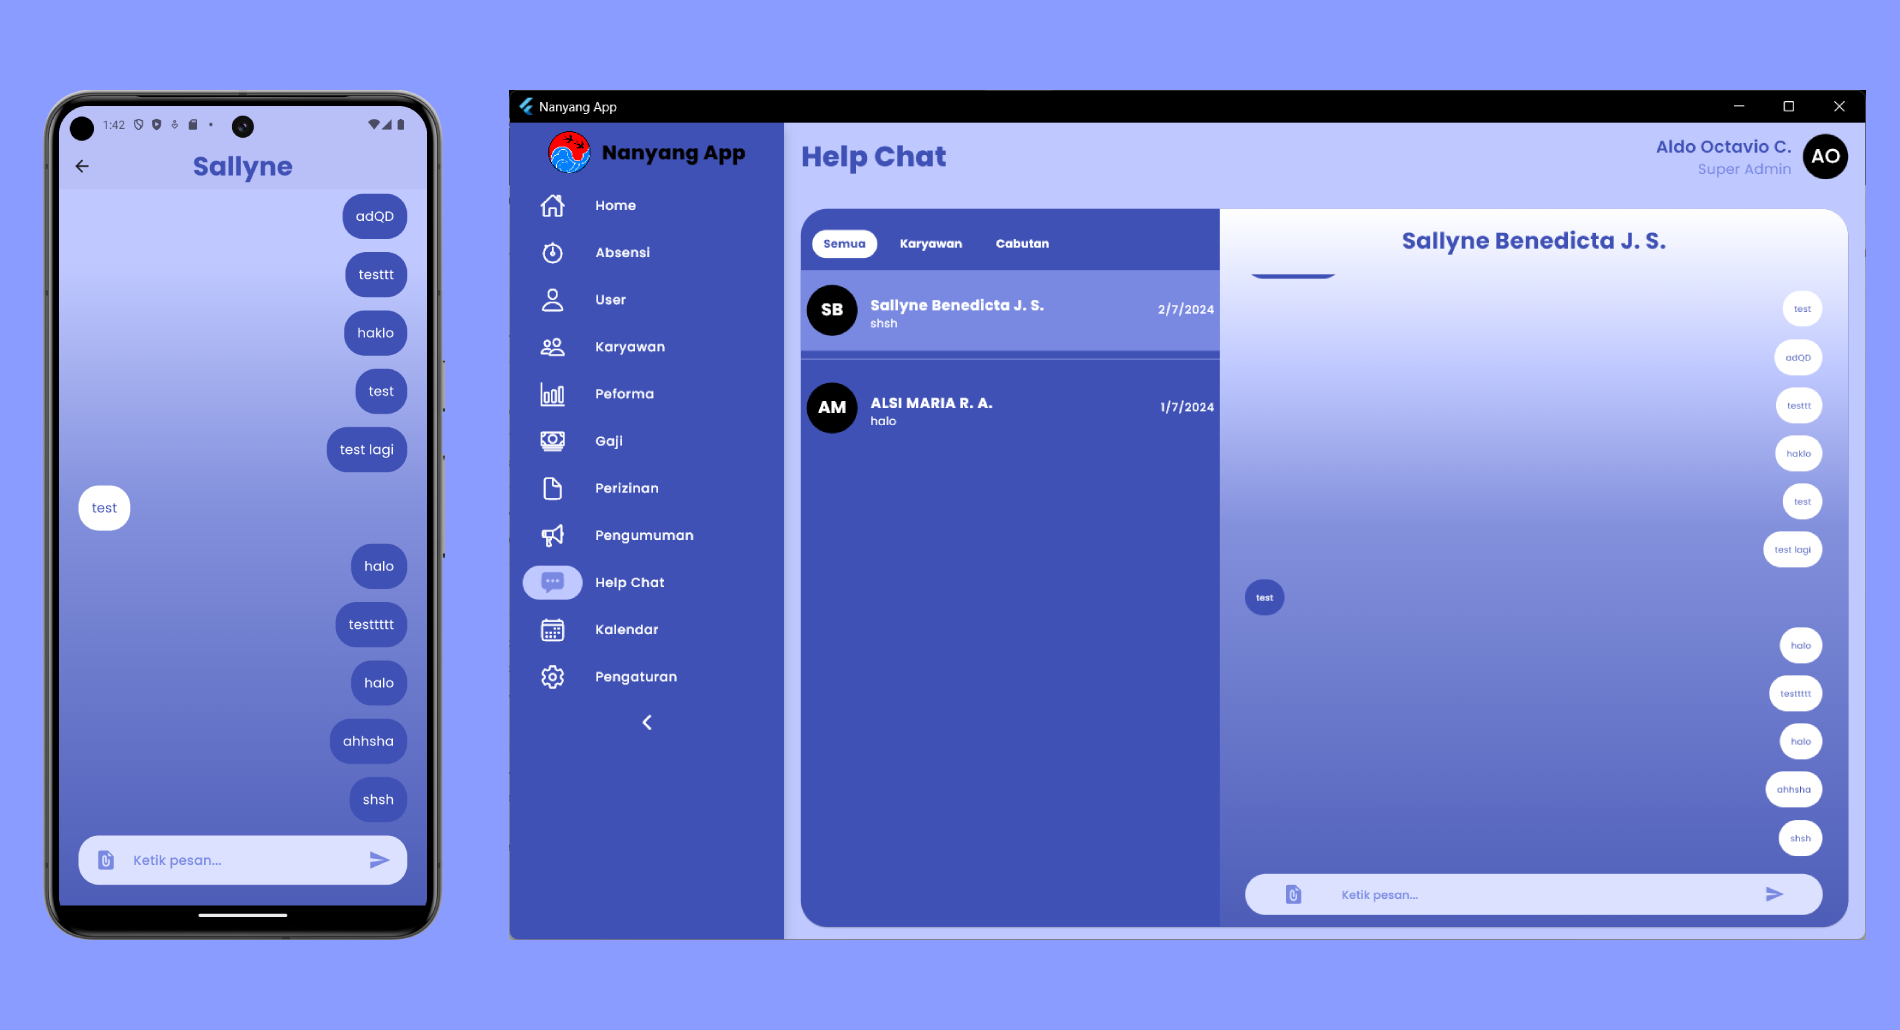 1:42
Sallyne
adQD
testtt
haklo
test
test lagi
test
halo
testtttt
halo
ahhsha
shsh
Ketik pesan...
Nanyang App
Nanyang App
Home
Absensi
User
Karyawan
Peforma
Gaji
Perizinan
Pengumuman
Help Chat
Kalendar
Pengaturan
Help Chat
Aldo Octavio C.
Super Admin
AO
Semua Karyawan Cabutan
SB
Sallyne Benedicta J. S.
2/7/2024
shsh
AM
ALSI MARIA R. A.
1/7/2024
halo
Sallyne Benedicta J. S.
test
adQD
testtt
haklo
test
test lagi
test
halo
testtttt
halo
ahhsha
shsh
Ketik pesan...